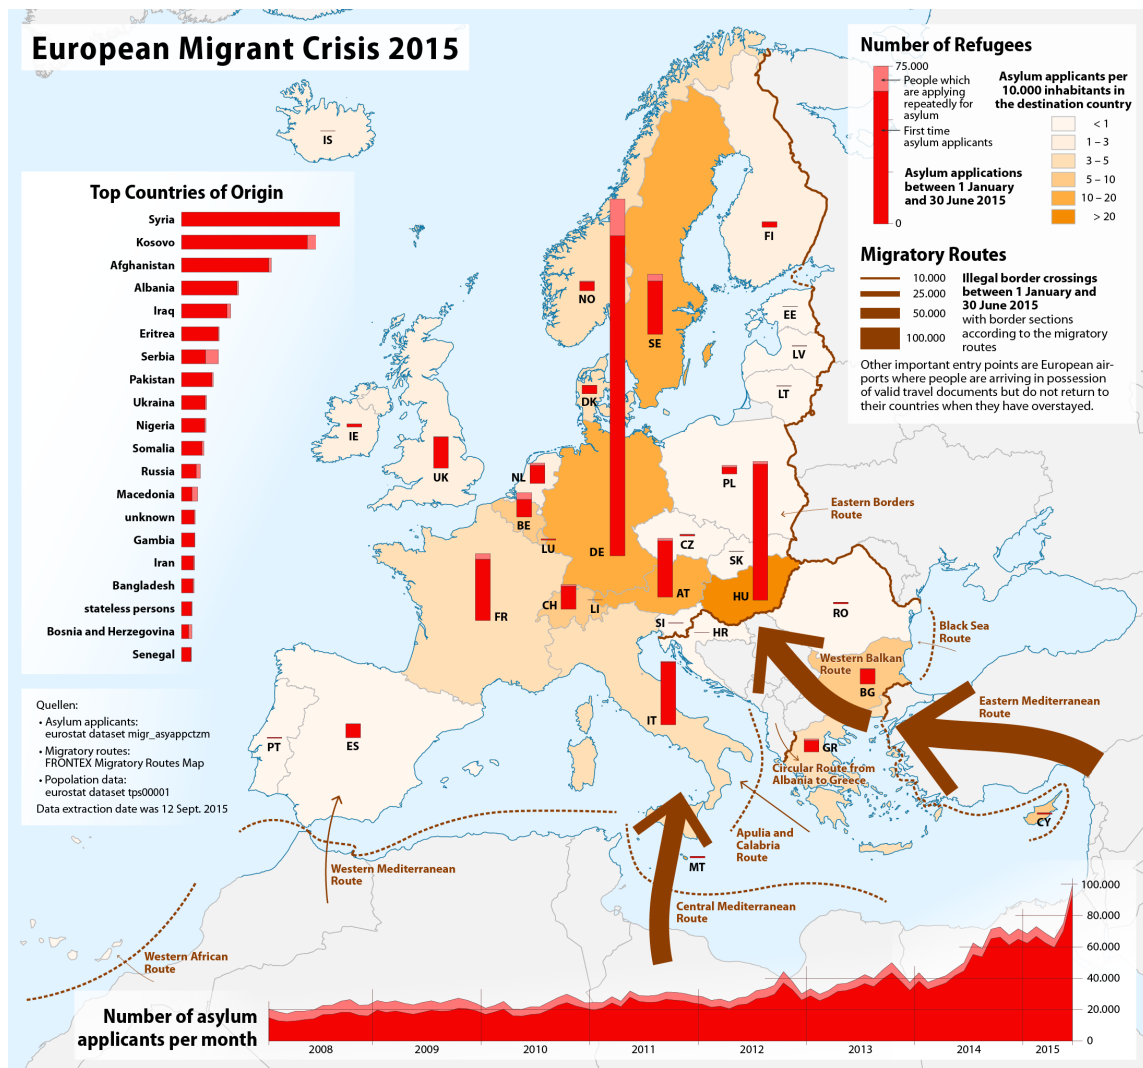 European Migrant Crisis 2015
Number of Refugees
75.000
People which
are applying
repeatedly for
asylum
First time
asylum applicants
Asylum applications
between 1 January
and 30 June 2015
0
Asylum applicants per
10.000 inhabitants in
the destination country
< 1
1 – 3
3 – 5
5 – 10
10 – 20
> 20
Migratory Routes
10.000
25.000
50.000
100.000
Illegal border crossings
between 1 January and
30 June 2015
with border sections
according to the migratory
routes
Other important entry points are European air-
ports where people are arriving in possession
of valid travel documents but do not return to
their countries when they have overstayed.
Top Countries of Origin
Syria
Kosovo
Afghanistan
Albania
Iraq
Eritrea
Serbia
Pakistan
Ukraina
Nigeria
Somalia
Russia
Macedonia
unknown
Gambia
Iran
Bangladesh
stateless persons
Bosnia and Herzegovina
Senegal
Quellen:
• Asylum applicants:
eurostat dataset migr_asyappctzm
• Migratory routes:
FRONTEX Migratory Routes Map
• Popolation data:
eurostat dataset tps00001
Data extraction date was 12 Sept. 2015
IS
FI
NO
SE
EE
LV
LT
DK
IE
UK
NL
BE
LU
DE
PL
CZ
SK
AT
HU
CH
LI
FR
SI
HR
RO
BG
IT
GR
PT
ES
MT
CY
Eastern Borders
Route
Black Sea
Route
Western Balkan
Route
Eastern Mediterranean
Route
Circular Route from
Albania to Greece
Apulia and
Calabria
Route
Central Mediterranean
Route
Western Mediterranean
Route
Western African
Route
Number of asylum
applicants per month
100.000
80.000
60.000
40.000
20.000
0
2008
2009
2010
2011
2012
2013
2014
2015